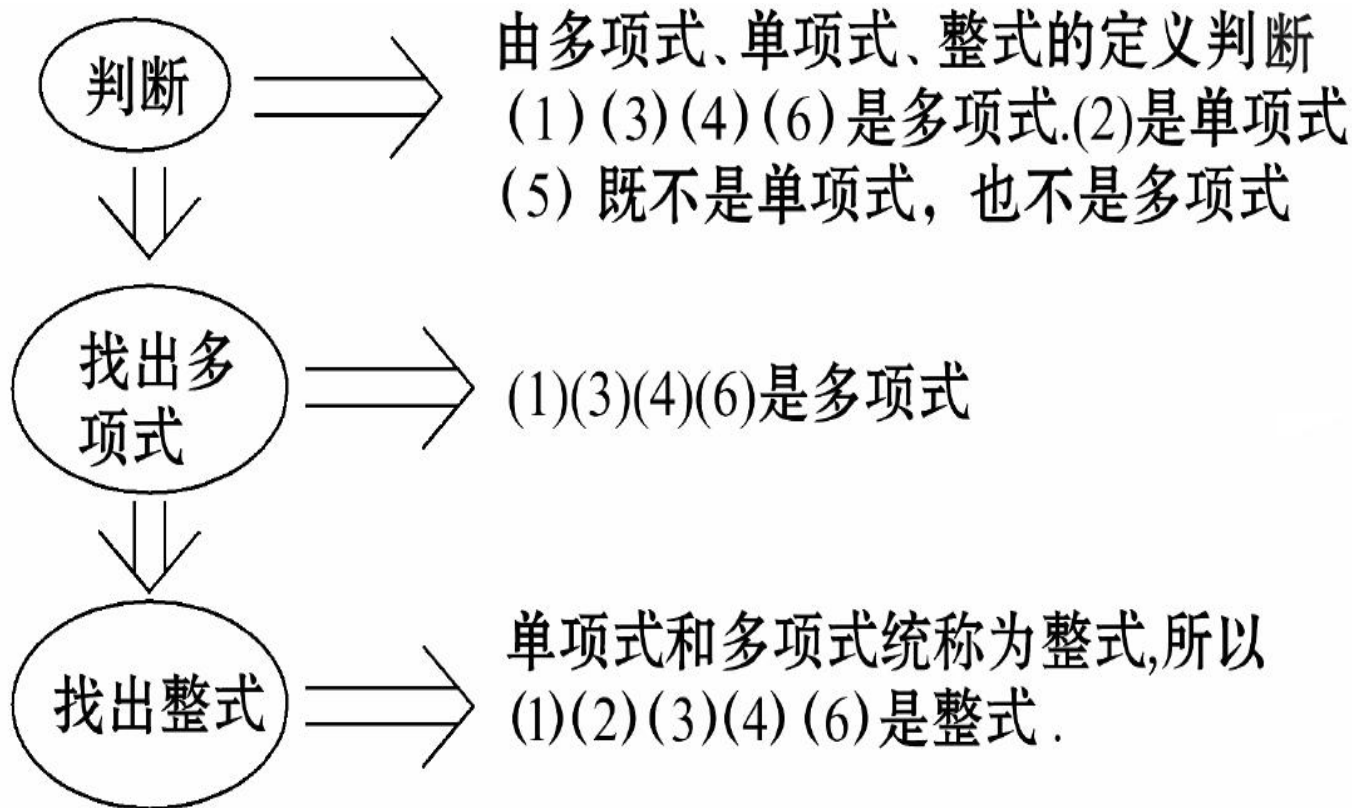 判断
由多项式、单项式、整式的定义判断
(1)(3)(4)(6)是多项式.(2)是单项式
(5)既不是单项式，也不是多项式
找出多
项式
(1)(3)(4)(6)是多项式
找出整式
单项式和多项式统称为整式,所以
(1)(2)(3)(4)(6)是整式.